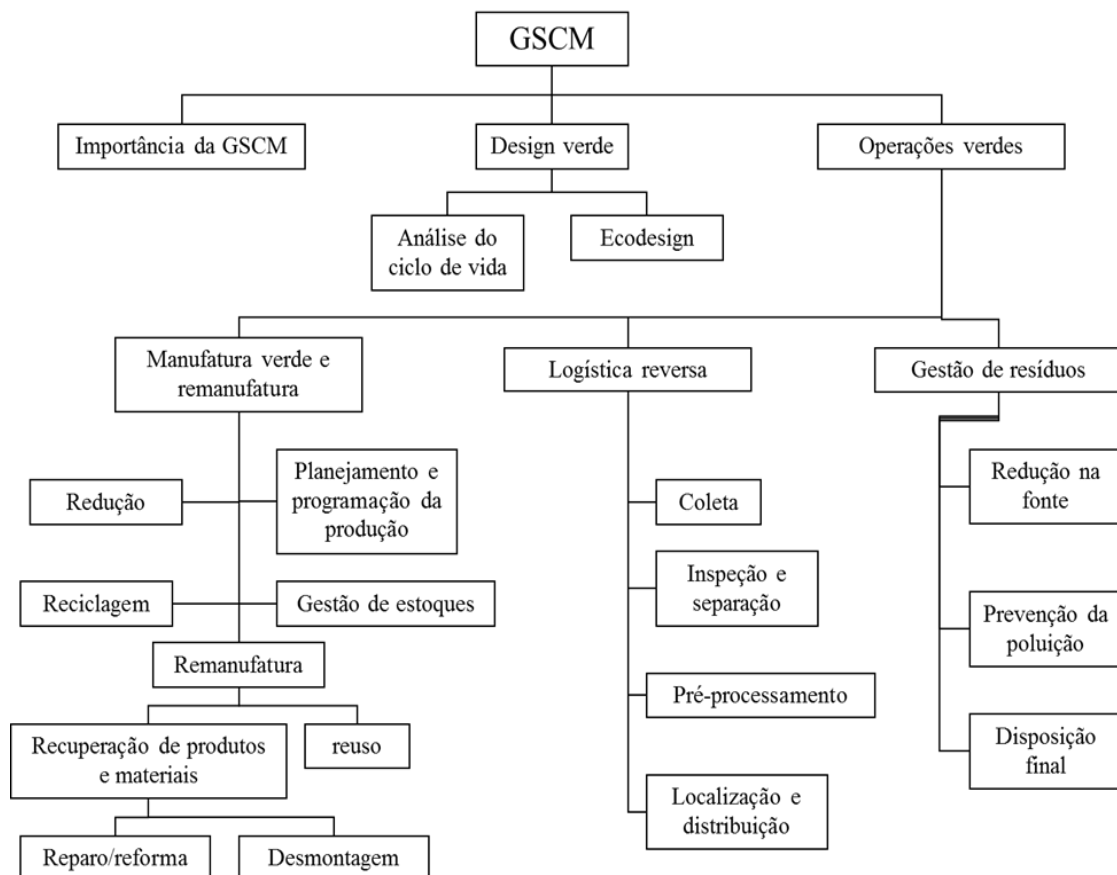 GSCM
Importância da GSCM
Design verde
Operações verdes
Análise do
ciclo de vida
Ecodesign
Manufatura verde e
remanufatura
Logística reversa
Gestão de resíduos
Redução
Planejamento e
programação da
produção
Reciclagem
Gestão de estoques
Remanufatura
Recuperação de produtos
e materiais
reuso
Reparo/reforma
Desmontagem
Coleta
Inspeção e
separação
Pré-processamento
Localização e
distribuição
Redução na
fonte
Prevenção da
poluição
Disposição
final